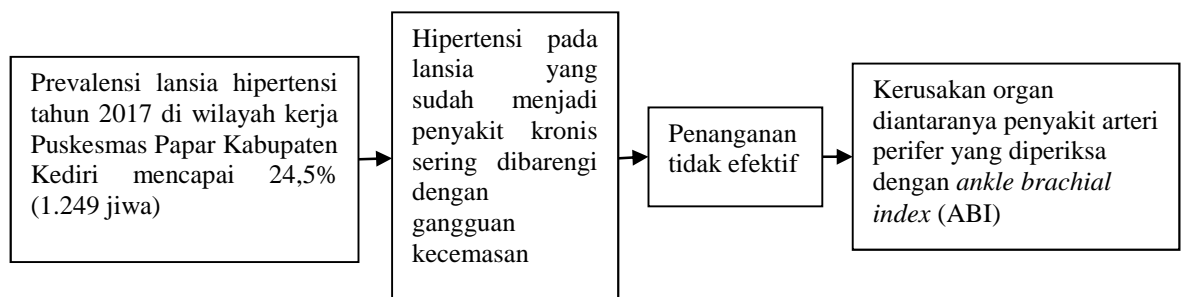 Prevalensi lansia hipertensi
tahun 2017 di wilayah kerja
Puskesmas Papar Kabupaten
Kediri mencapai 24,5%
(1.249 jiwa)
Hipertensi pada
lansia yang
sudah menjadi
penyakit kronis
sering dibarengi
dengan
gangguan
kecemasan
Penanganan
tidak efektif
Kerusakan organ
diantaranya penyakit arteri
perifer yang diperiksa
dengan ankle brachial
index (ABI)